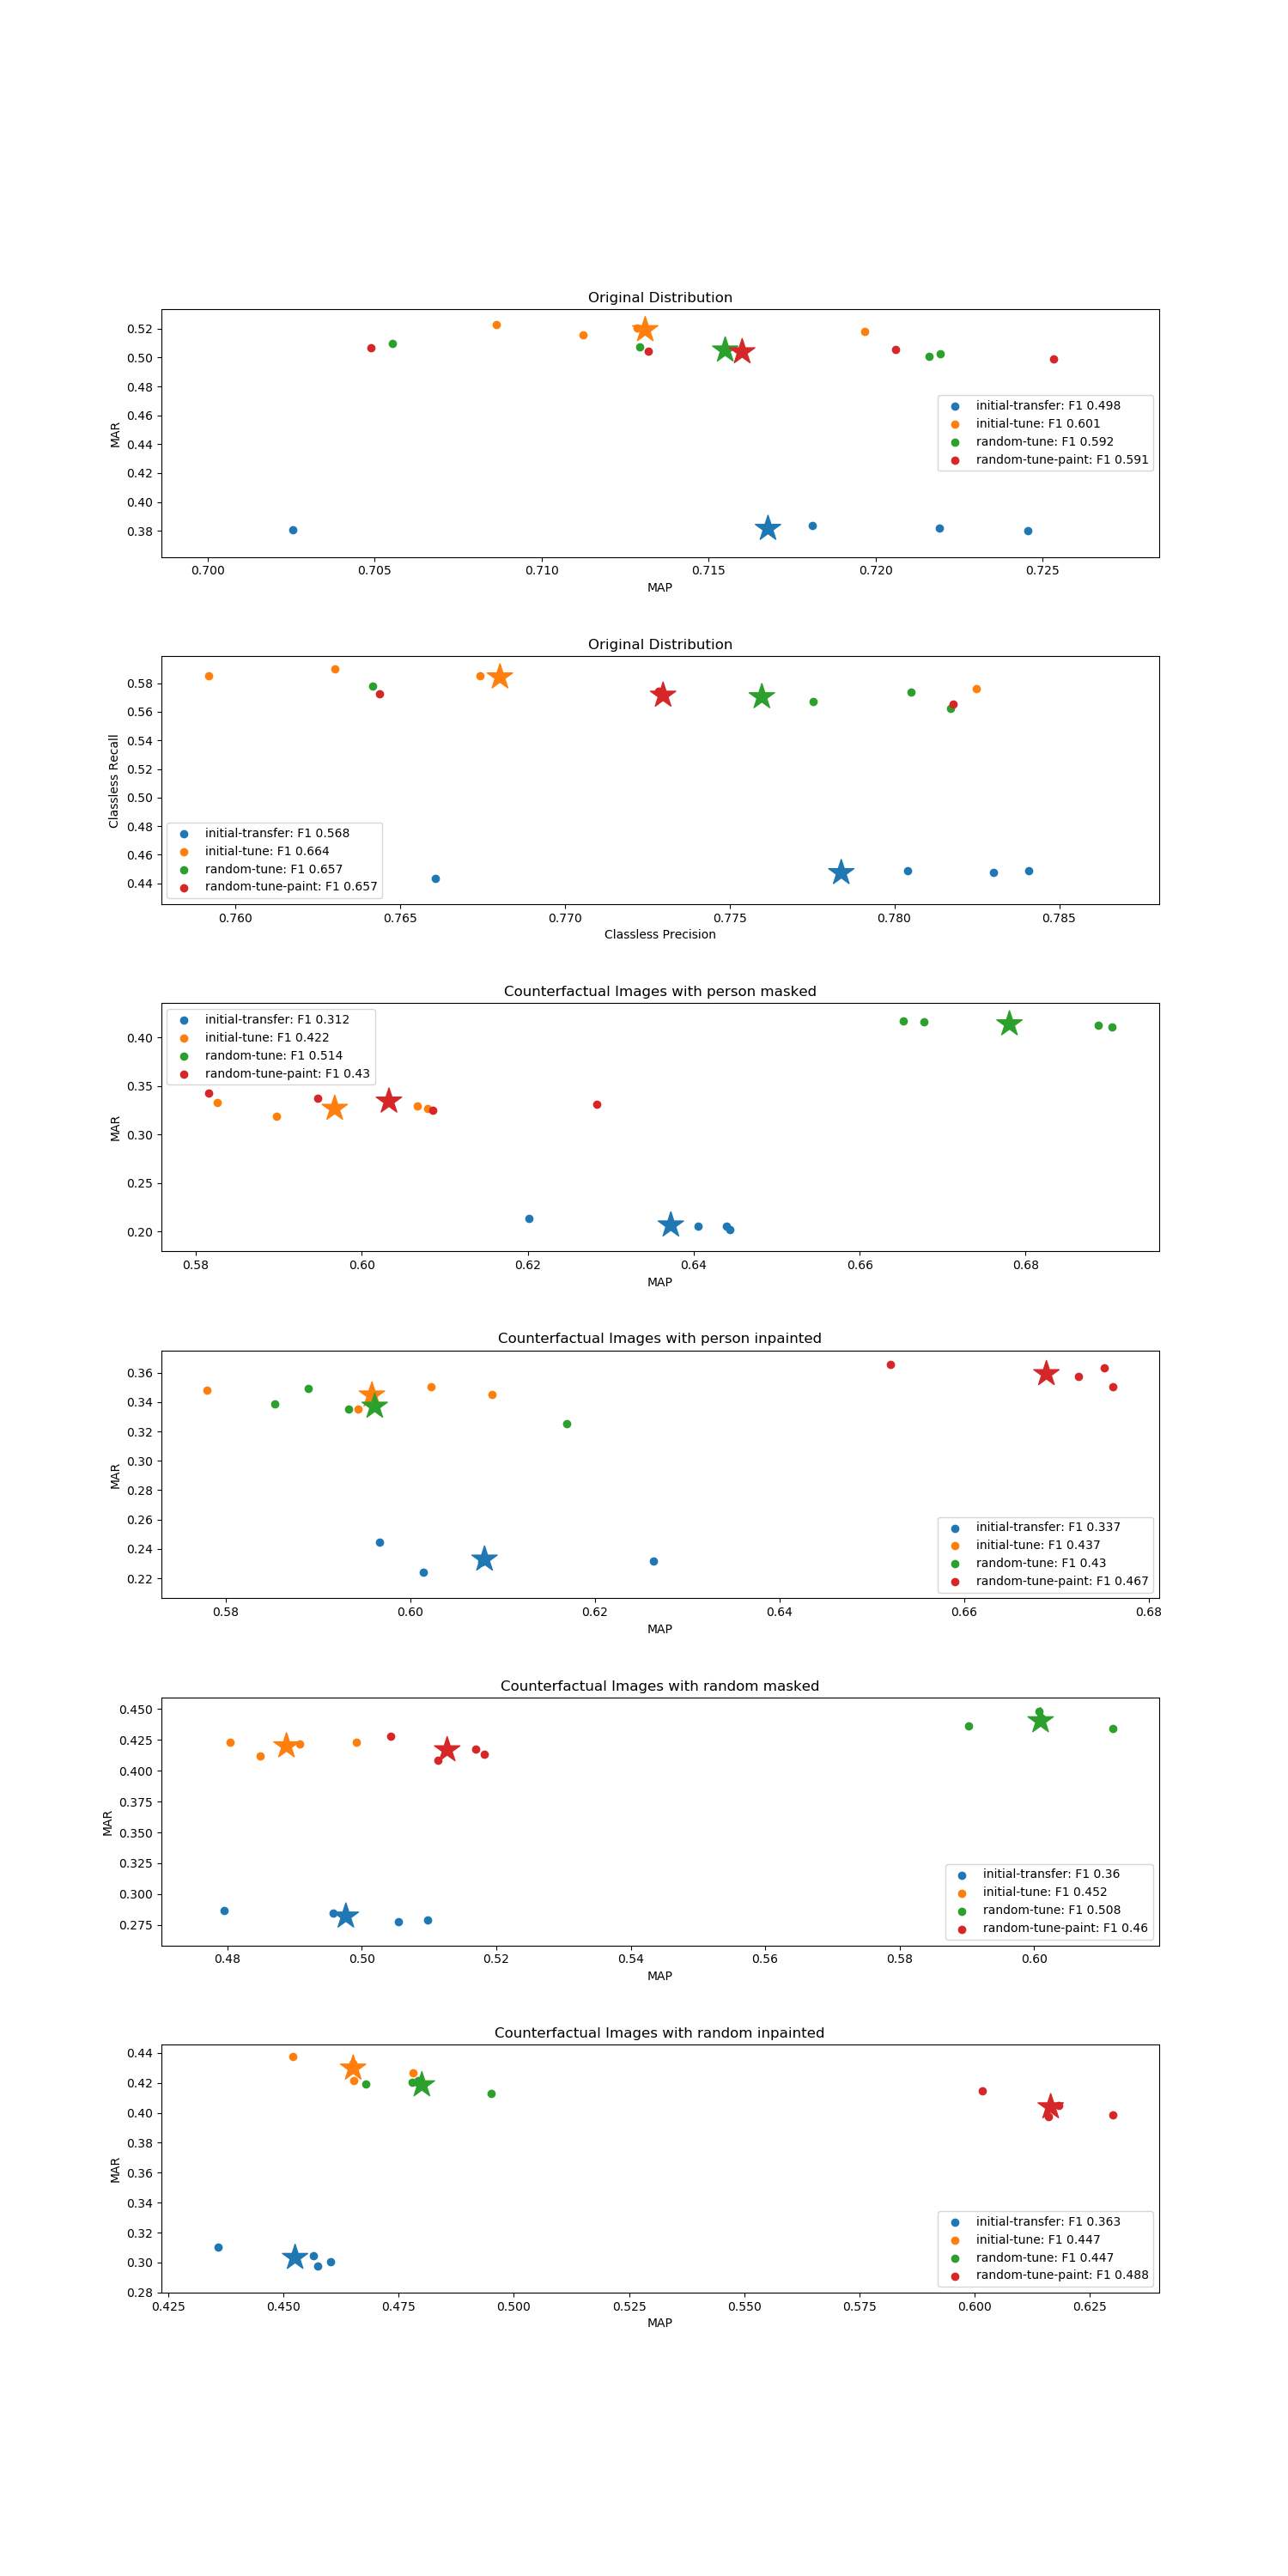 Original Distribution
0.52
0.50
0.48
0.46
0.44
0.42
0.40
0.38
MAR
initial-transfer: F1 0.498
initial-tune: F1 0.601
random-tune: F1 0.592
random-tune-paint: F1 0.591
0.700 0.705 0.710 0.715 0.720 0.725
MAP
Original Distribution
0.58
0.56
0.54
0.52
0.50
0.48
0.46
0.44
Classless Recall
initial-transfer: F1 0.568
initial-tune: F1 0.664
random-tune: F1 0.657
random-tune-paint: F1 0.657
0.760 0.765 0.770 0.775 0.780 0.785
Classless Precision
Counterfactual Images with person masked
0.40
0.35
0.30
0.25
0.20
MAR
initial-transfer: F1 0.312
initial-tune: F1 0.422
random-tune: F1 0.514
random-tune-paint: F1 0.43
0.58 0.60 0.62 0.64 0.66 0.68
MAP
Counterfactual Images with person inpainted
0.36
0.34
0.32
0.30
0.28
0.26
0.24
0.22
MAR
initial-transfer: F1 0.337
initial-tune: F1 0.437
random-tune: F1 0.43
random-tune-paint: F1 0.467
0.58 0.60 0.62 0.64 0.66 0.68
MAP
Counterfactual Images with random masked
0.450
0.425
0.400
0.375
0.350
0.325
0.300
0.275
MAR
initial-transfer: F1 0.36
initial-tune: F1 0.452
random-tune: F1 0.508
random-tune-paint: F1 0.46
0.48 0.50 0.52 0.54 0.56 0.58 0.60
MAP
Counterfactual Images with random inpainted
0.44
0.42
0.40
0.38
0.36
0.34
0.32
0.30
0.28
MAR
initial-transfer: F1 0.363
initial-tune: F1 0.447
random-tune: F1 0.447
random-tune-paint: F1 0.488
0.425 0.450 0.475 0.500 0.525 0.550 0.575 0.600 0.625
MAP